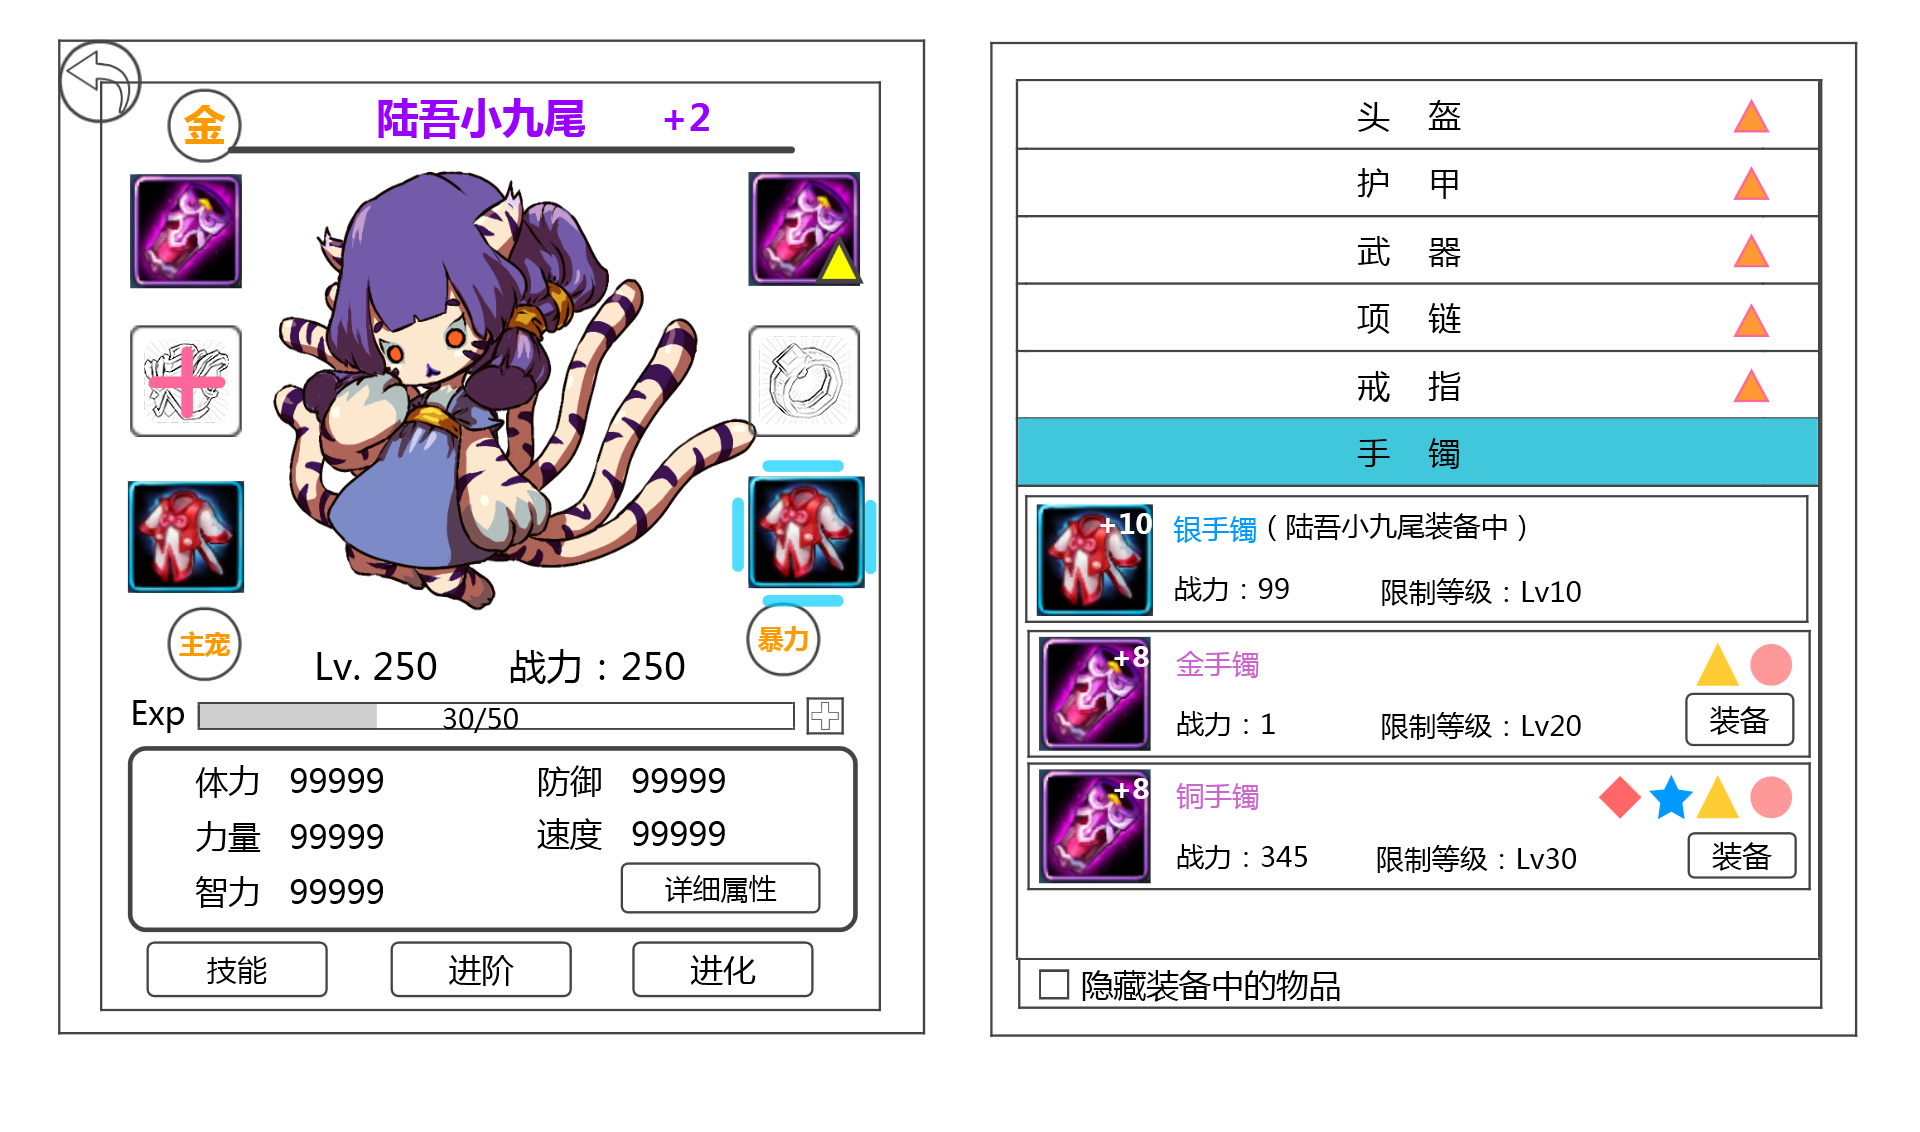 金
陆吾小九尾 +2
主宠
暴力
Lv. 250 战力：250
Exp 30/50
体力 99999 防御 99999
力量 99999 速度 99999
智力 99999 详细属性
技能 进阶 进化
头 盔
护 甲
武 器
项 链
戒 指
手 镯
+10 银手镯（陆吾小九尾装备中）
战力：99 限制等级：Lv10
+8 金手镯
战力：1 限制等级：Lv20 装备
+8 铜手镯
战力：345 限制等级：Lv30 装备
隐藏装备中的物品